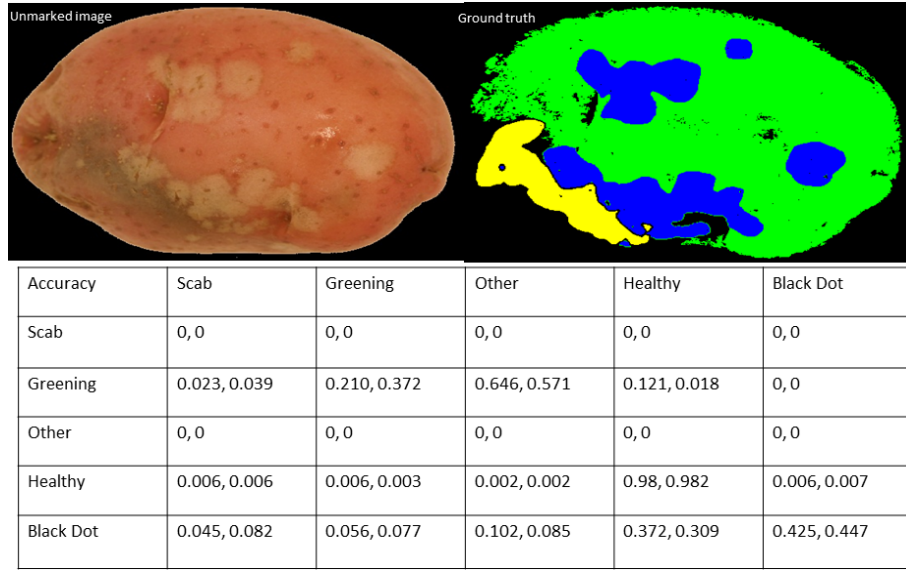 Unmarked image Ground truth
Accuracy Scab Greening Other Healthy Black Dot
Scab 0, 0 0, 0 0, 0 0, 0 0, 0
Greening 0.023, 0.039 0.210, 0.372 0.646, 0.571 0.121, 0.018 0, 0
Other 0, 0 0, 0 0, 0 0, 0 0, 0
Healthy 0.006, 0.006 0.006, 0.003 0.002, 0.002 0.98, 0.982 0.006, 0.007
Black Dot 0.045, 0.082 0.056, 0.077 0.102, 0.085 0.372, 0.309 0.425, 0.447